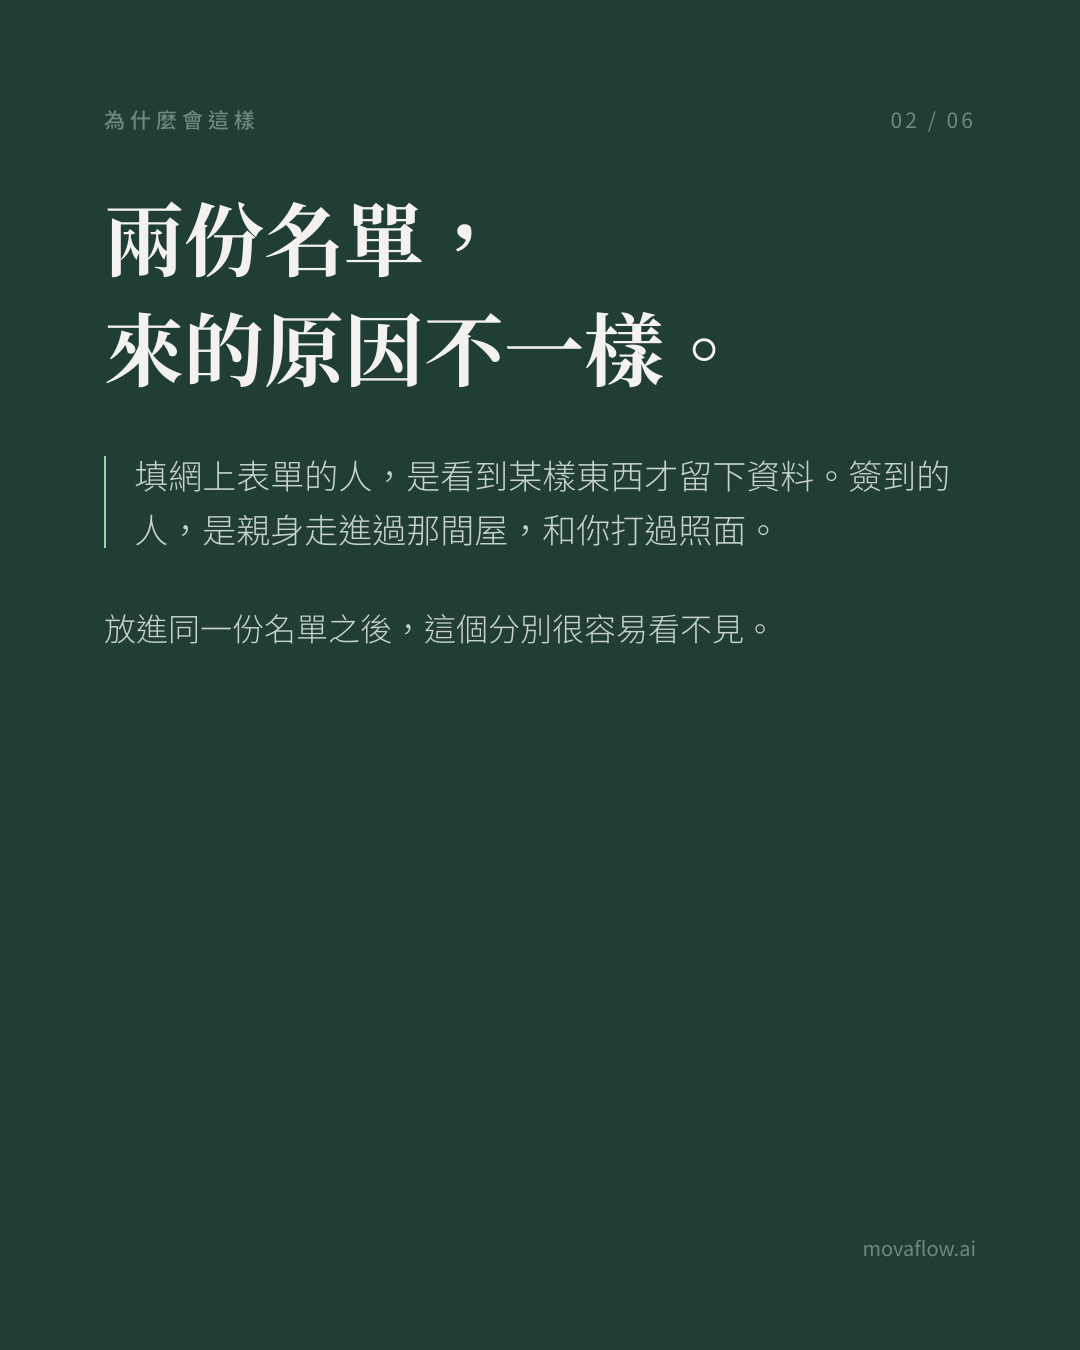 為什麼會這樣
02 / 06
兩份名單，
來的原因不一樣。
填網上表單的人，是看到某樣東西才留下資料。簽到的
人，是親身走進過那間屋，和你打過照面。
放進同一份名單之後，這個分別很容易看不見。
movaflow.ai